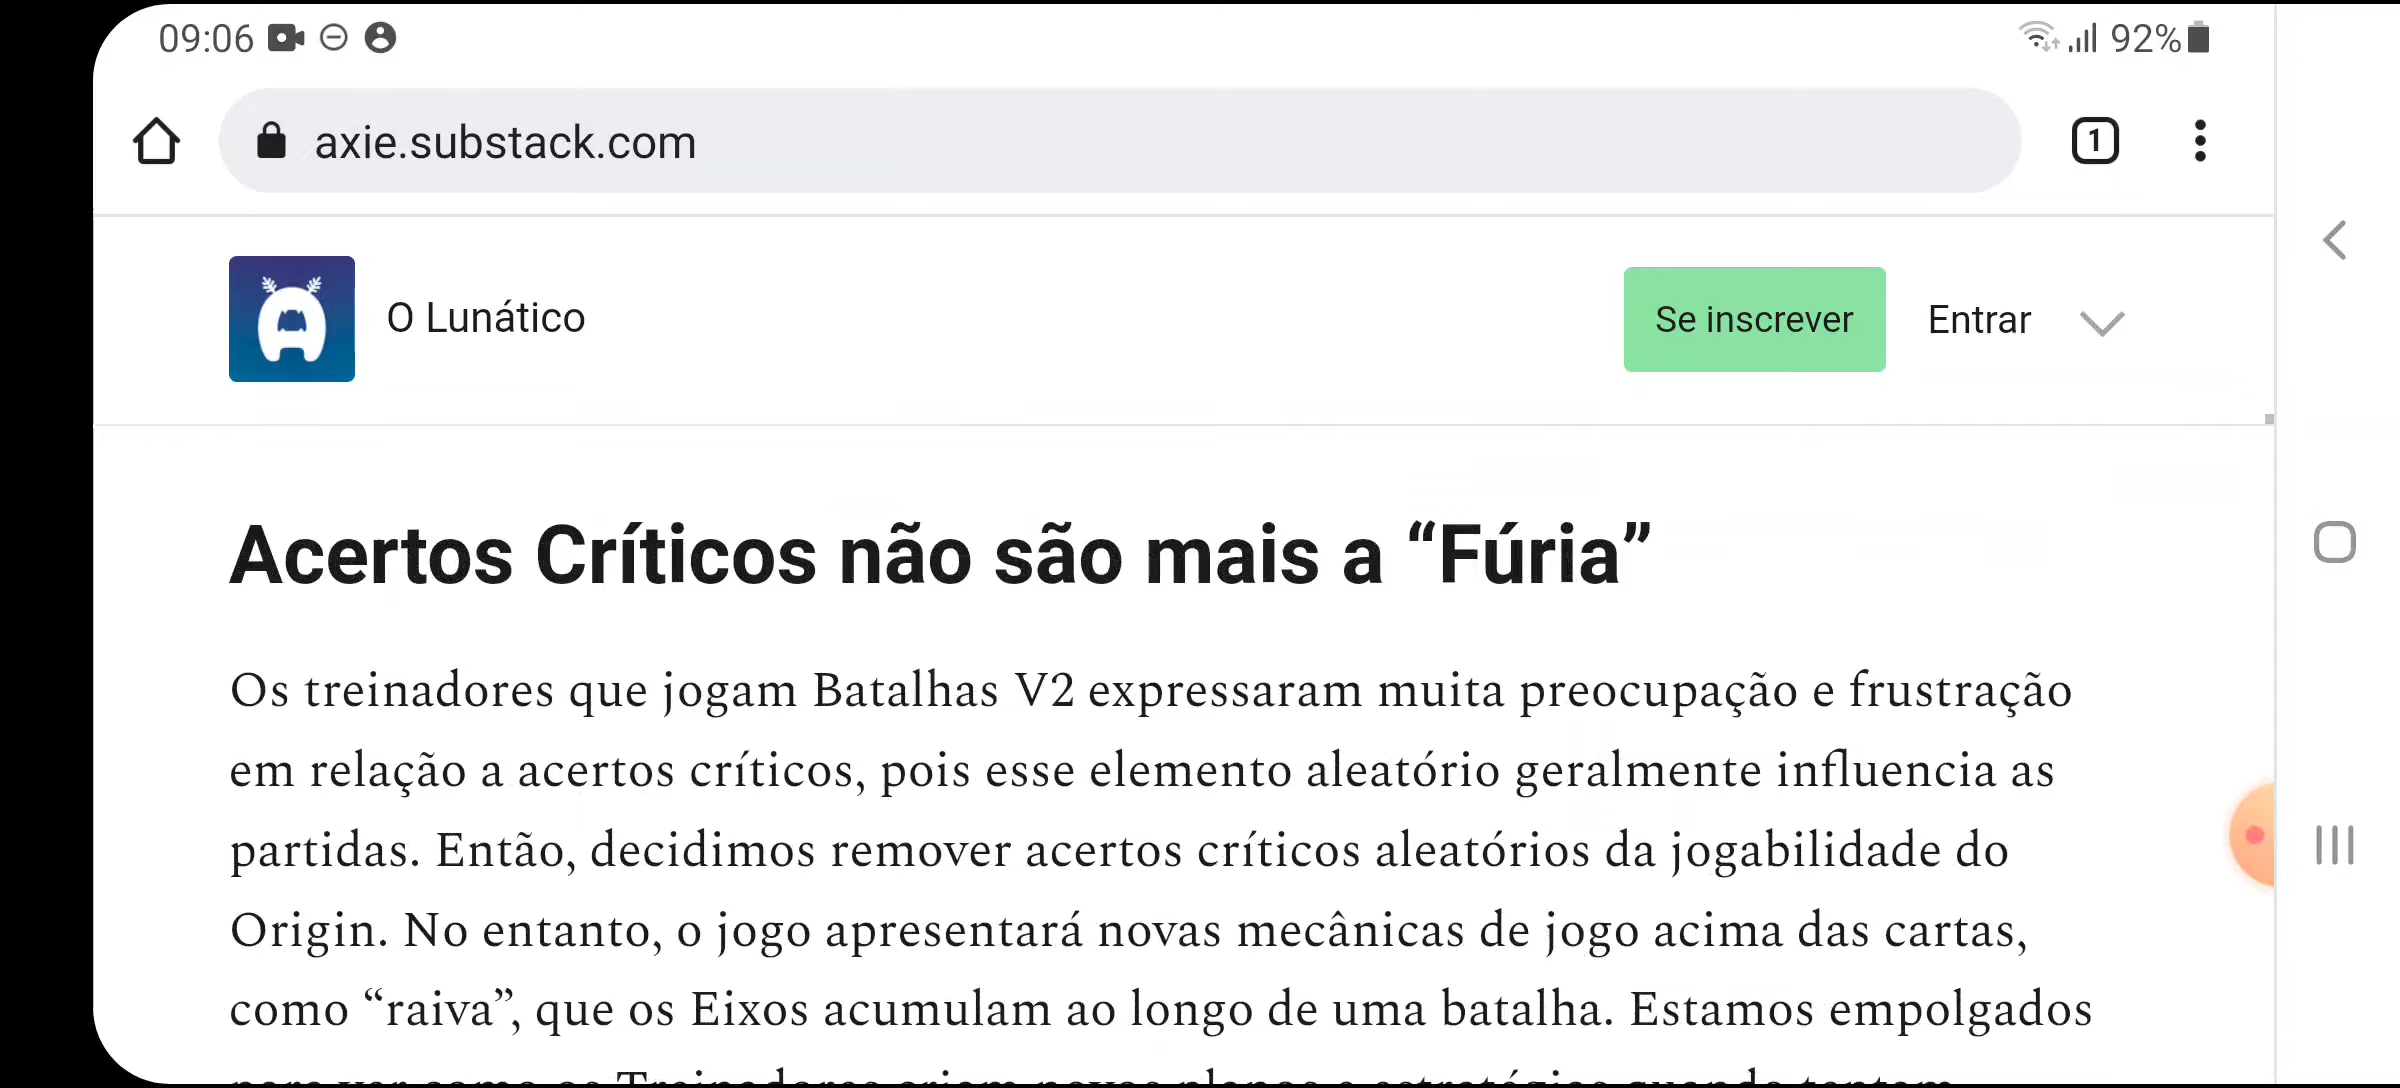 09:06
92%
axie.substack.com
1
O Lunático
Se inscrever
Entrar
Acertos Críticos não são mais a “Fúria”
Os treinadores que jogam Batalhas V2 expressaram muita preocupação e frustração
em relação a acertos críticos, pois esse elemento aleatório geralmente influencia as
partidas. Então, decidimos remover acertos críticos aleatórios da jogabilidade do
Origin. No entanto, o jogo apresentará novas mecânicas de jogo acima das cartas,
como “raiva”, que os Eixos acumulam ao longo de uma batalha. Estamos empolgados